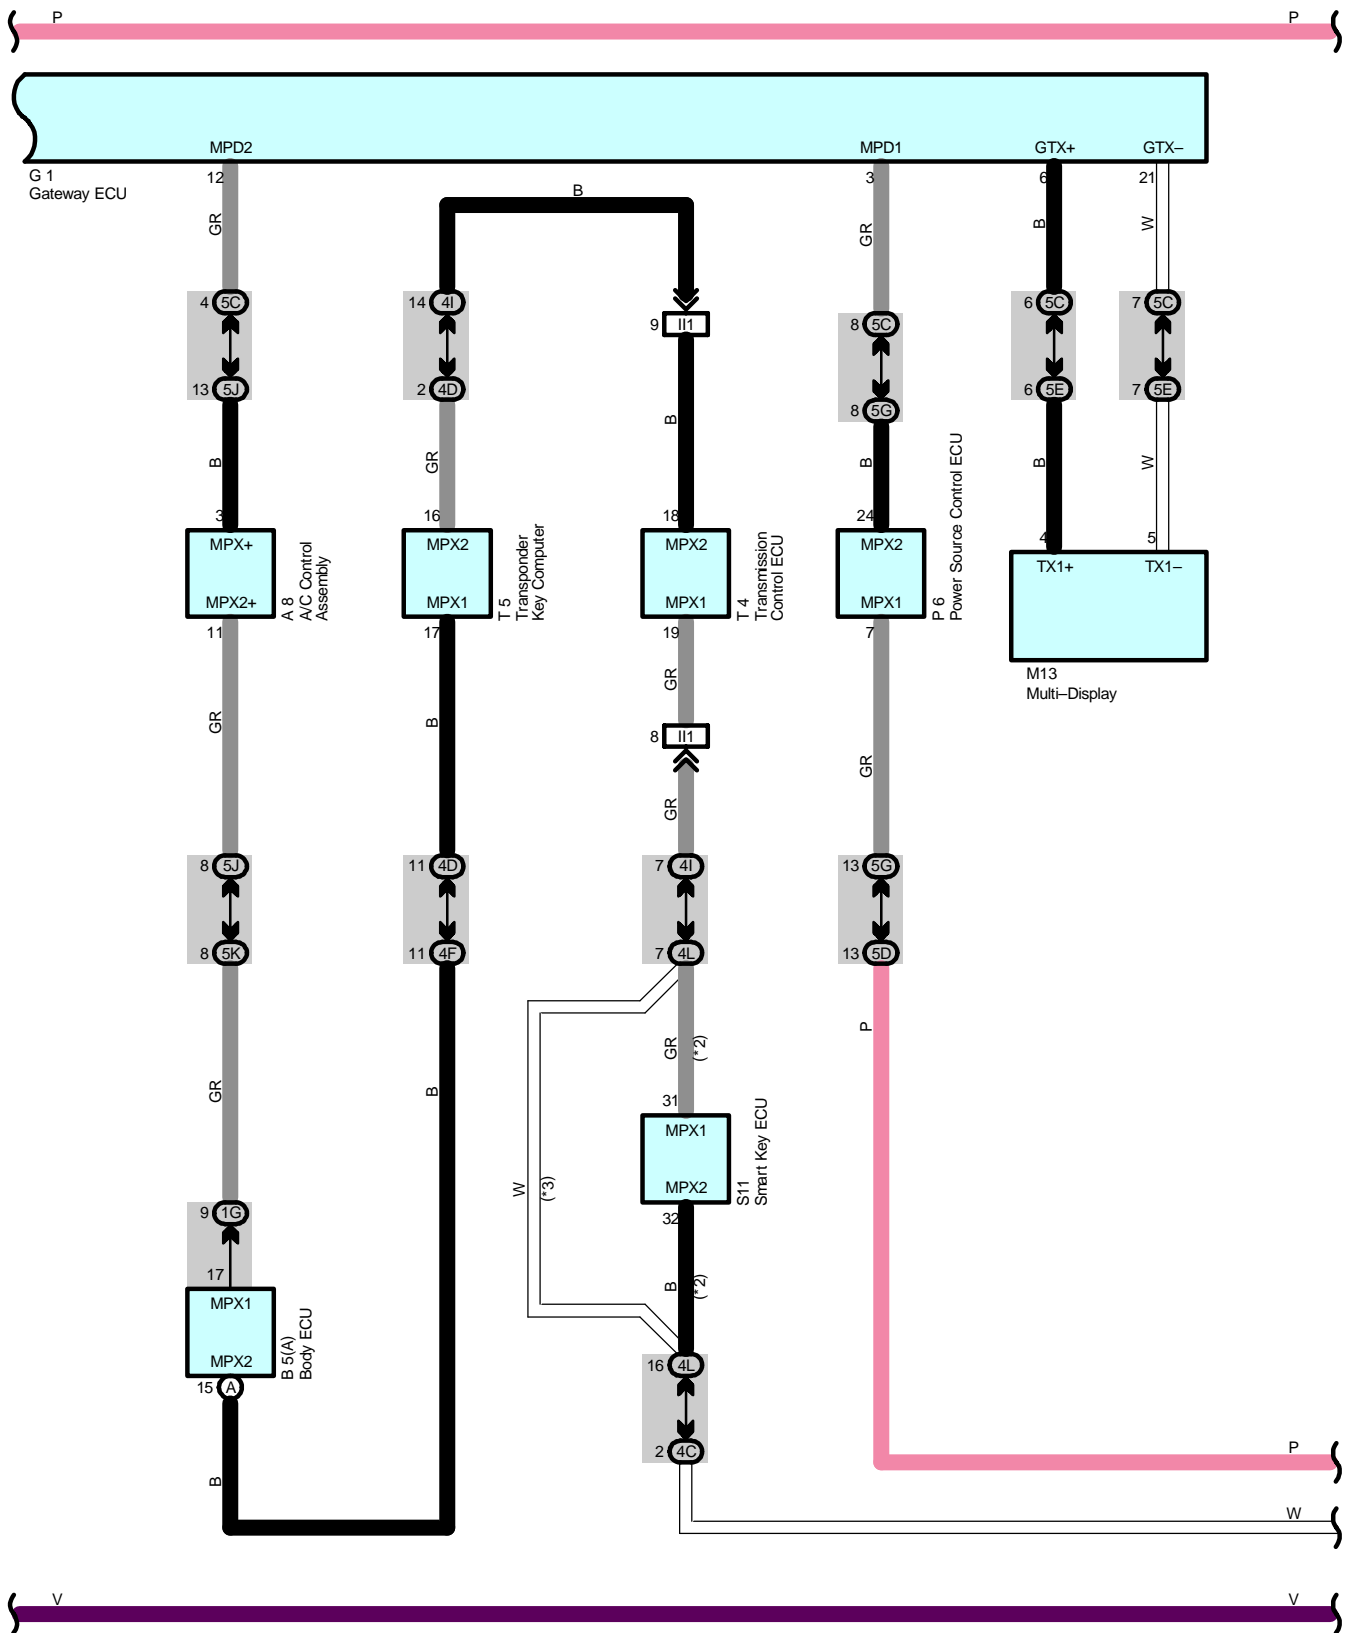 P P
MPD2 MPD1 GTX+ GTX–
G 1
Gateway ECU
12 3 6 21
B
GR GR B W
4 5C 14 4I 6 5C 7 5C
9 II1 8 5C
13 5J 2 4D 6 5E 7 5E
8 5G
B GR B B B W
3 16 18 24 4 5
MPX+ MPX2 MPX2 MPX2
TX1+ TX1–
MPX2+ MPX1 MPX1 MPX1
A 8
A/C Control
Assembly
T 5
Transponder
Key Computer
T 4
Transmission
Control ECU
P 6
Power Source Control ECU
11 17 19 7
M13
Multi–Display
GR
GR B GR
8 II1
GR
8 5J 11 4D 7 4I 13 5G
8 5K 11 4F 7 4L 13 5D
P
GR (*2)
GR B
31
MPX1
MPX2
S11
Smart Key ECU
W (*3)
9 1G
32
17
B (*2)
MPX1
MPX2
B 5(A)
Body ECU
16 4L
15 A
2 4C
P
B
W
V V